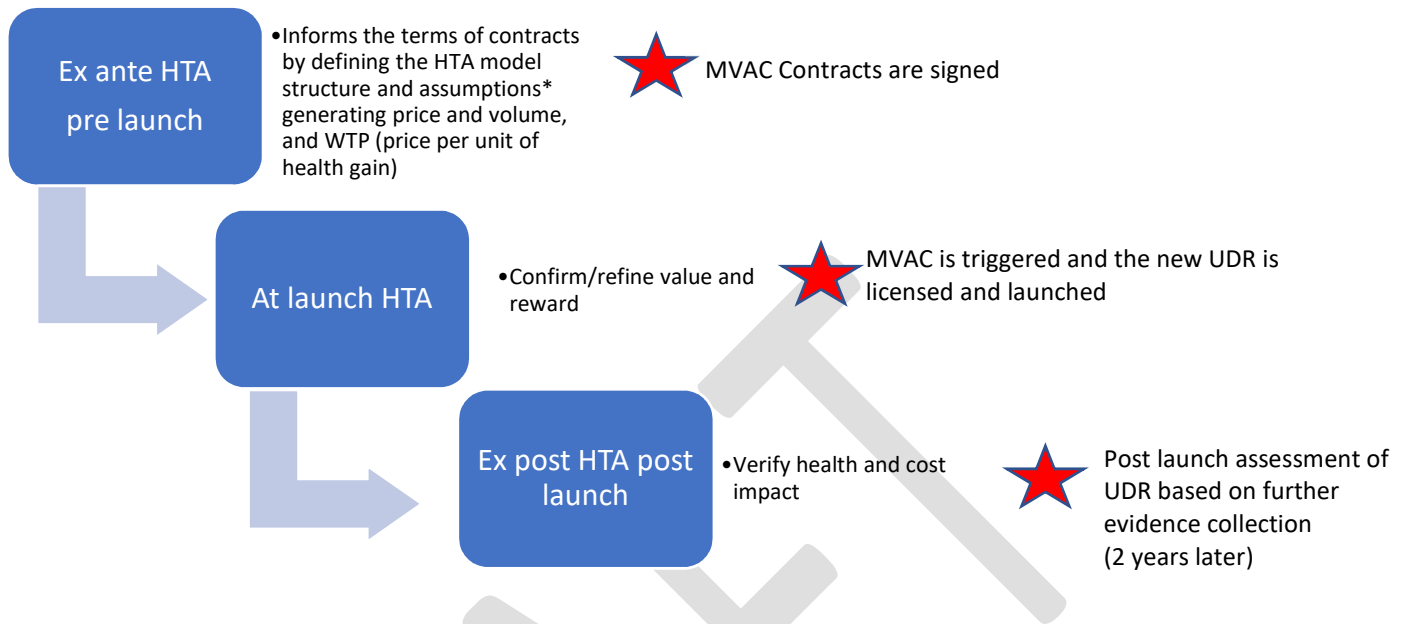 Ex ante HTA
pre launch
•Informs the terms of contracts
by defining the HTA model
structure and assumptions*
generating price and volume,
and WTP (price per unit of
health gain)
MVAC Contracts are signed
At launch HTA
•Confirm/refine value and
reward
MVAC is triggered and the new UDR is
licensed and launched
Ex post HTA post
launch
•Verify health and cost
impact
Post launch assessment of
UDR based on further
evidence collection
(2 years later)